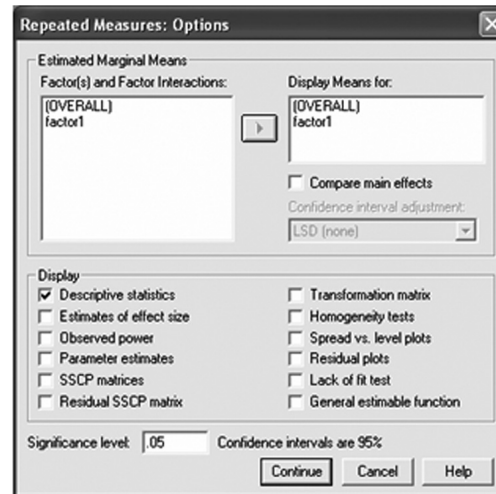 Repeated Measures: Options
Estimated Marginal Means
Factor(s) and Factor Interactions:
(OVERALL)
factor1
Display Means for:
(OVERALL)
factor1
Compare main effects
Confidence interval adjustment:
LSD (none)
Display
Descriptive statistics
Estimates of effect size
Observed power
Parameter estimates
SSCP matrices
Residual SSCP matrix
Transformation matrix
Homogeneity tests
Spread vs. level plots
Residual plots
Lack of fit test
General estimable function
Significance level: .05 Confidence intervals are 95%
Continue Cancel Help